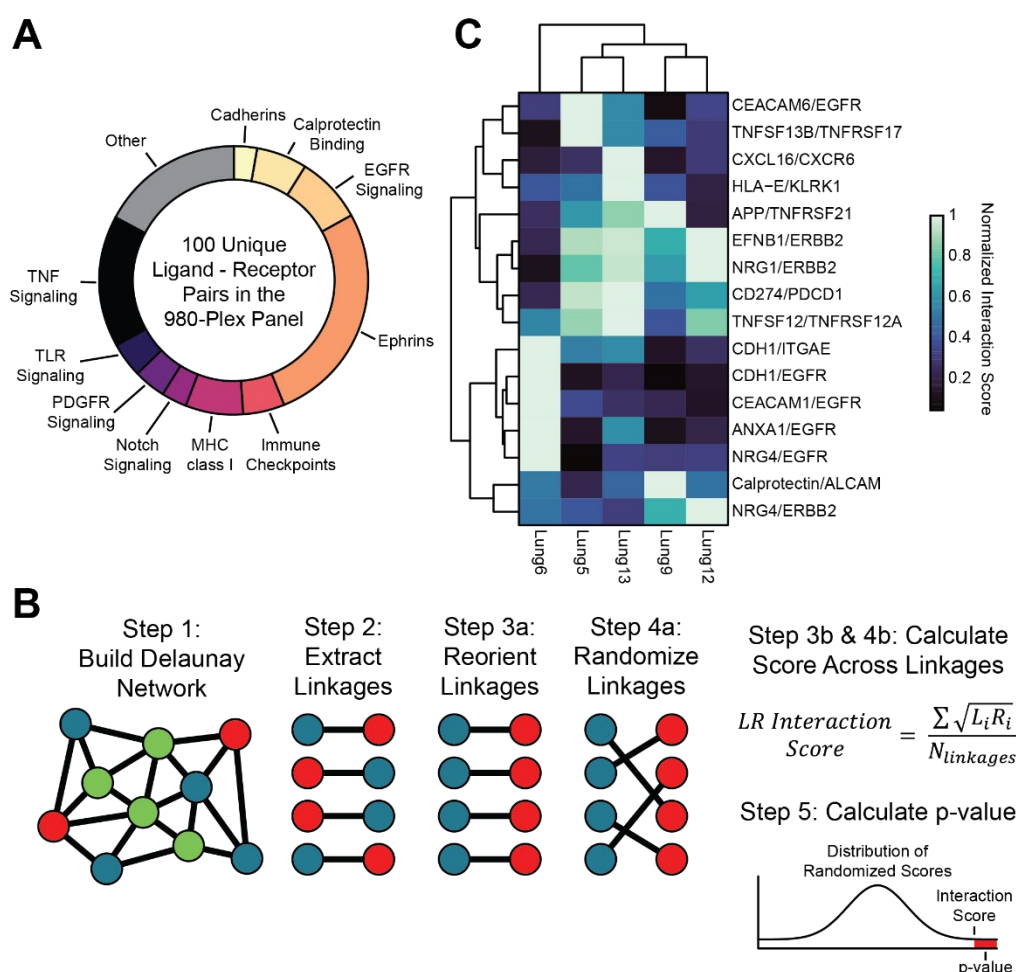 A
Cadherins
Calprotectin
Binding
EGFR
Signaling
Ephrins
Immune
Checkpoints
MHC
class I
Notch
Signaling
PDGFR
Signaling
TLR
Signaling
TNF
Signaling
Other
100 Unique
Ligand - Receptor
Pairs in the
980-Plex Panel
C
CEACAM6/EGFR
TNFSF13B/TNFRSF17
CXCL16/CXCR6
HLA−E/KLRK1
APP/TNFRSF21
EFNB1/ERBB2
NRG1/ERBB2
CD274/PDCD1
TNFSF12/TNFRSF12A
CDH1/ITGAE
CDH1/EGFR
CEACAM1/EGFR
ANXA1/EGFR
NRG4/EGFR
Calprotectin/ALCAM
NRG4/ERBB2
Lung6
Lung5
Lung13
Lung9
Lung12
1
0.8
0.6
0.4
0.2
Normalized Interaction Score
B
Step 1:
Build Delaunay
Network
Step 2:
Extract
Linkages
Step 3a:
Reorient
Linkages
Step 4a:
Randomize
Linkages
Step 3b & 4b: Calculate
Score Across Linkages
LR Interaction Score = ∑ √(L_i R_i) / N_linkages
Step 5: Calculate p-value
Distribution of
Randomized Scores
Interaction
Score
p-value